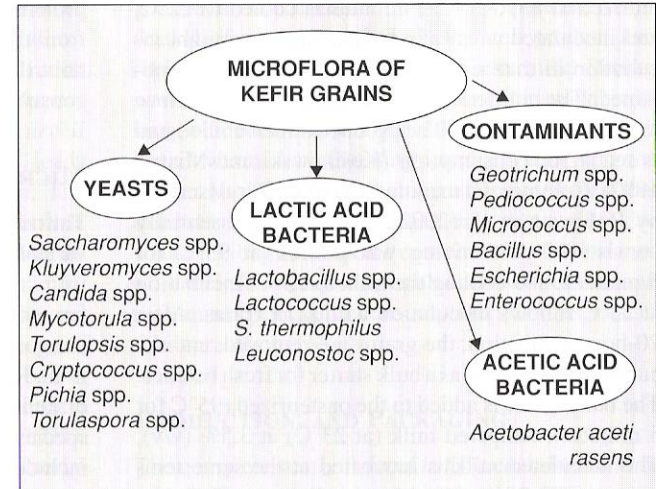 MICROFLORA OF
KEFIR GRAINS
YEASTS
Saccharomyces spp.
Kluyveromyces spp.
Candida spp.
Mycotorula spp.
Torulopsis spp.
Cryptococcus spp.
Pichia spp.
Torulaspora spp.
LACTIC ACID
BACTERIA
Lactobacillus spp.
Lactococcus spp.
S. thermophilus
Leuconostoc spp.
CONTAMINANTS
Geotrichum spp.
Pediococcus spp.
Micrococcus spp.
Bacillus spp.
Escherichia spp.
Enterococcus spp.
ACETIC ACID
BACTERIA
Acetobacter aceti
rasens